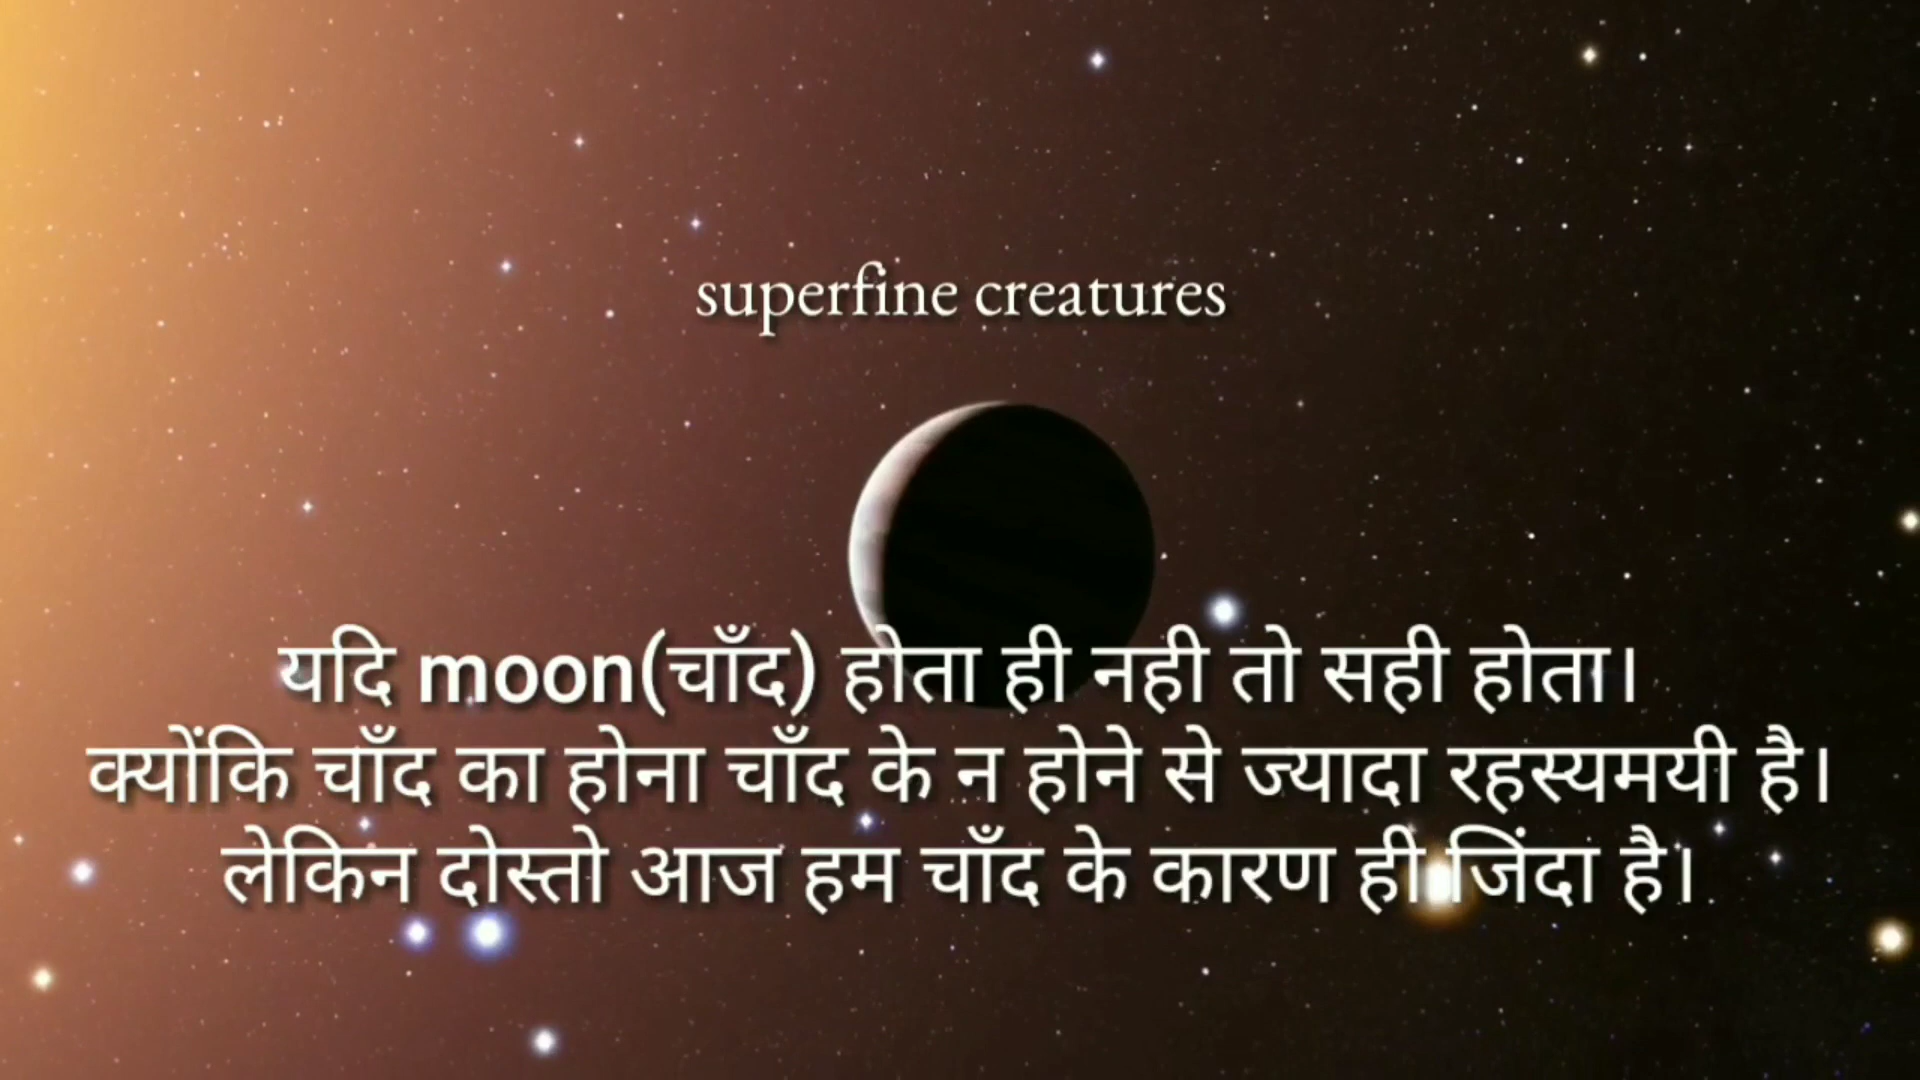 superfine creatures
यदि moon(चाँद) होता ही नही तो सही होता।
क्योंकि चाँद का होना चाँद के न होने से ज्यादा रहस्यमयी है।
लेकिन दोस्तो आज हम चाँद के कारण ही जिंदा है।